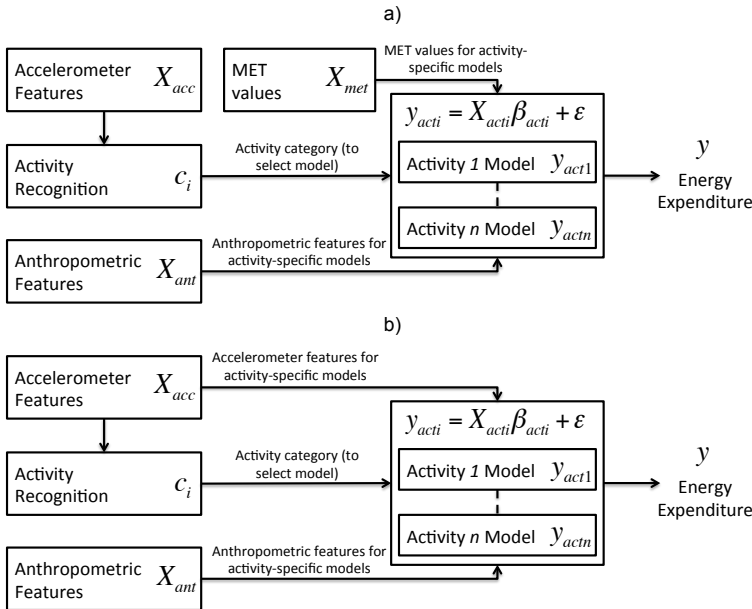 a)
MET values for activity-
specific models
Accelerometer
Features
X_acc
MET
values
X_met
y_acti = X_acti β_acti + ε
Activity category (to
select model)
Activity
Recognition
c_i
Activity 1 Model y_act1
y
Energy
Expenditure
Activity n Model y_actn
Anthropometric features for
activity-specific models
Anthropometric
Features
X_ant
b)
Accelerometer features for
activity-specific models
Accelerometer
Features
X_acc
y_acti = X_acti β_acti + ε
Activity category (to
select model)
Activity
Recognition
c_i
Activity 1 Model y_act1
y
Energy
Expenditure
Activity n Model y_actn
Anthropometric features for
activity-specific models
Anthropometric
Features
X_ant